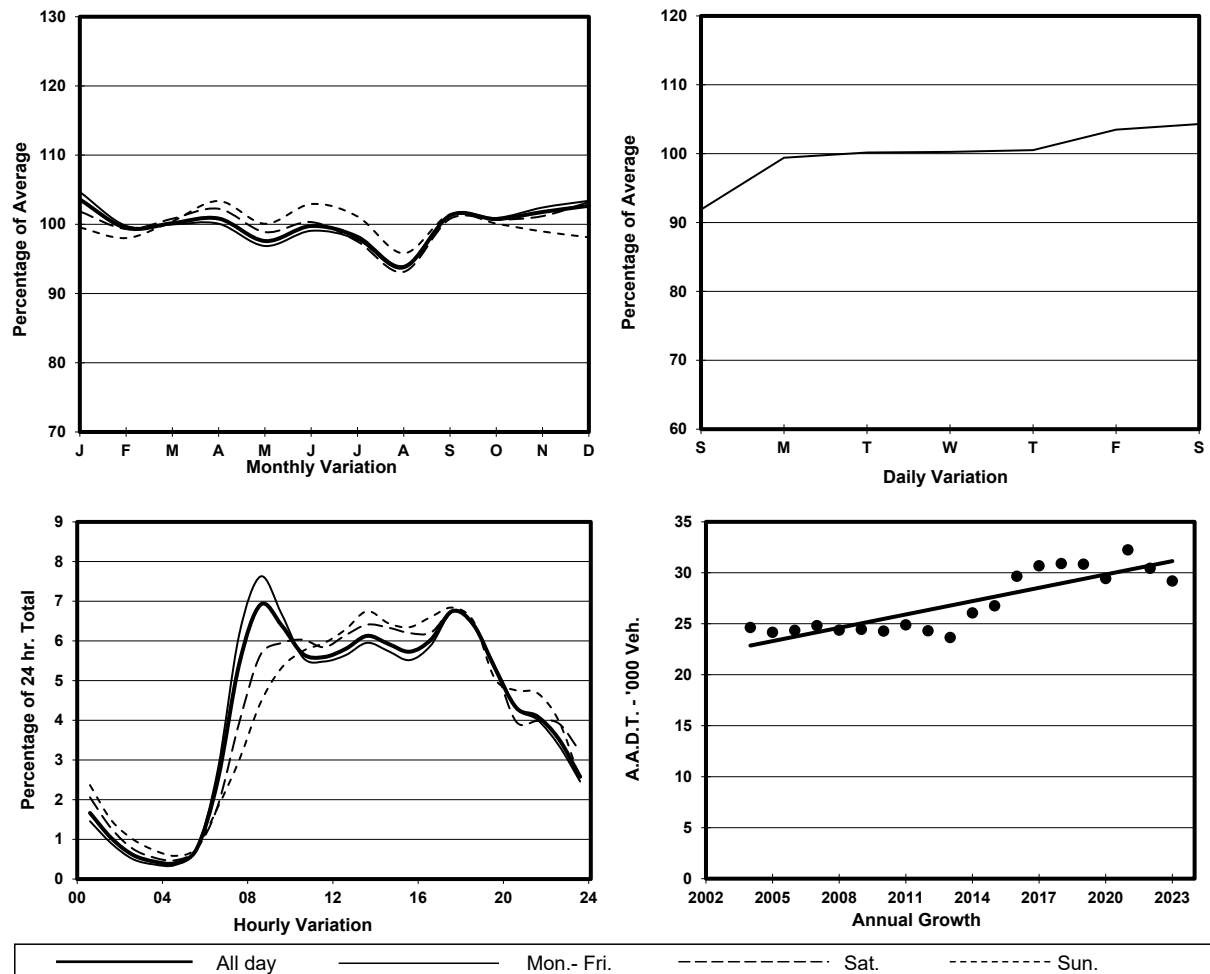 130
120
110
100
90
80
70
Percentage of Average
J F M A M J J A S O N D
Monthly Variation
120
110
100
90
80
70
60
Percentage of Average
S M T W T F S
Daily Variation
9
8
7
6
5
4
3
2
1
0
Percentage of 24 hr. Total
00 04 08 12 16 20 24
Hourly Variation
35
30
25
20
15
10
5
0
A.A.D.T. - '000 Veh.
2002 2005 2008 2011 2014 2017 2020 2023
Annual Growth
All day Mon.- Fri. Sat. Sun.